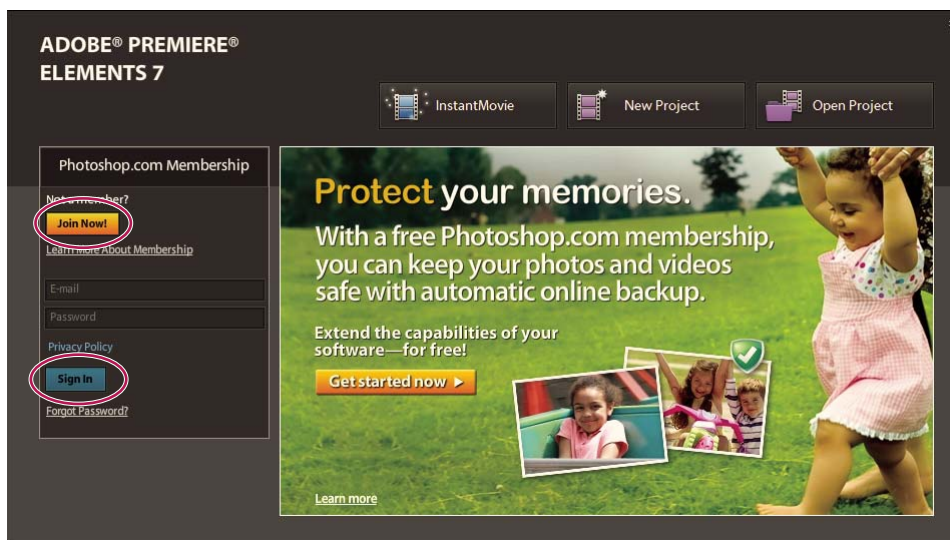 ADOBE® PREMIERE®
ELEMENTS 7
InstantMovie
New Project
Open Project
Photoshop.com Membership
Not a member?
Join Now!
Learn More About Membership
E-mail
Password
Privacy Policy
Sign In
Forgot Password?
Protect your memories.
With a free Photoshop.com membership,
you can keep your photos and videos
safe with automatic online backup.
Extend the capabilities of your
software—for free!
Get started now
Learn more